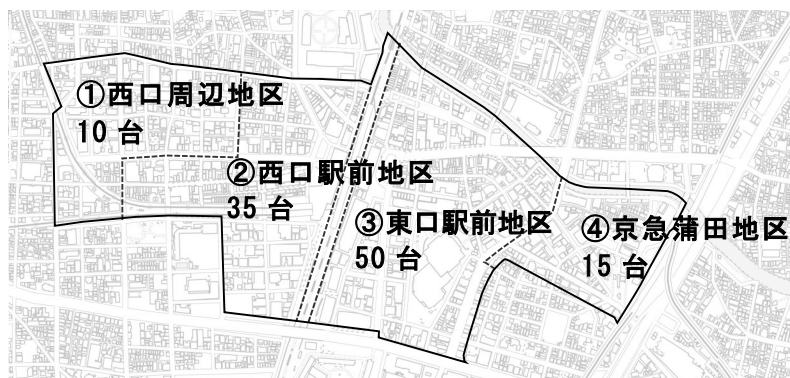 ①西口周辺地区
10 台
②西口駅前地区
35 台
③東口駅前地区
50 台
④京急蒲田地区
15 台